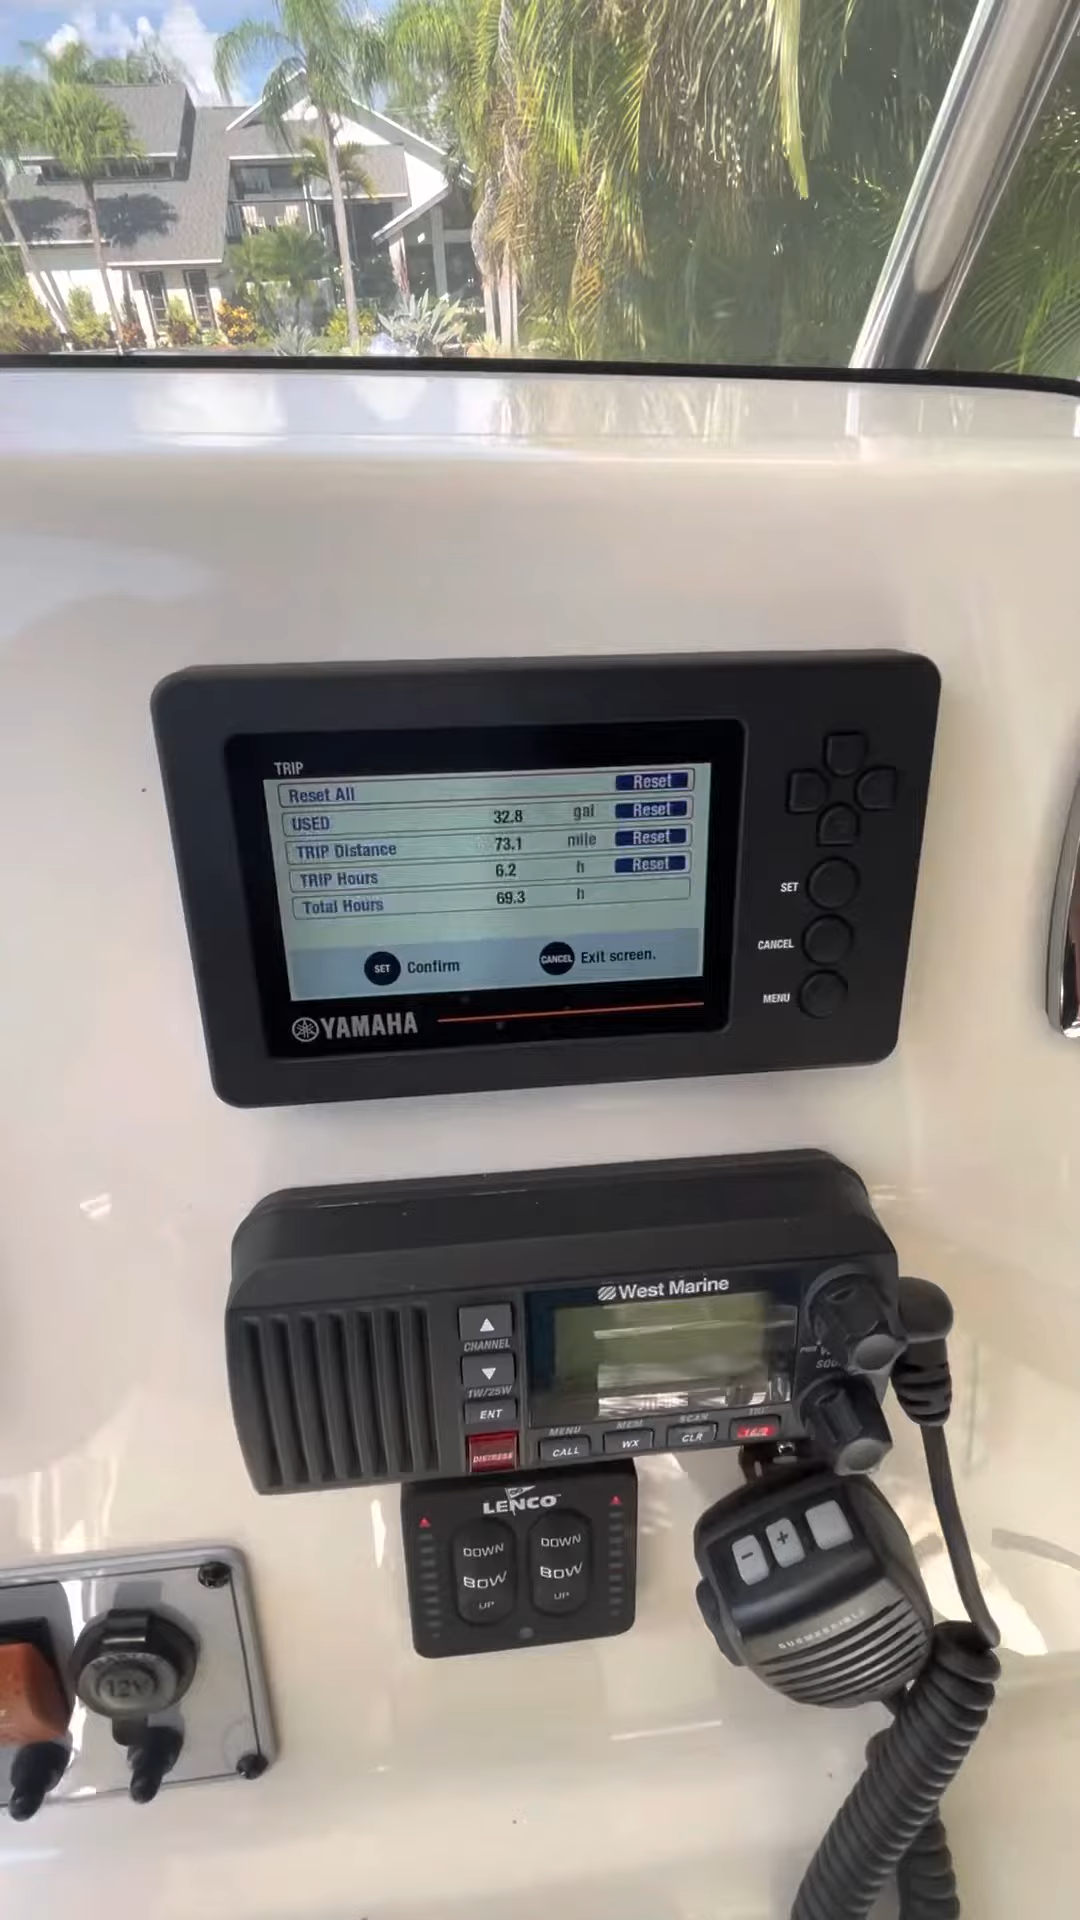 TRIP
Reset All Reset
USED 32.8 gal Reset
TRIP Distance 73.1 mile Reset
TRIP Hours 6.2 h Reset
Total Hours 69.3 h
SET Confirm CANCEL Exit screen.
YAMAHA
SET
CANCEL
MENU
West Marine
CHANNEL
1W/25W
ENT
DISTRESS
MENU MEM SCAN
CALL WX CLR
LENCO
DOWN DOWN
BOW BOW
UP UP
- +
SUBMERSIBLE
12V